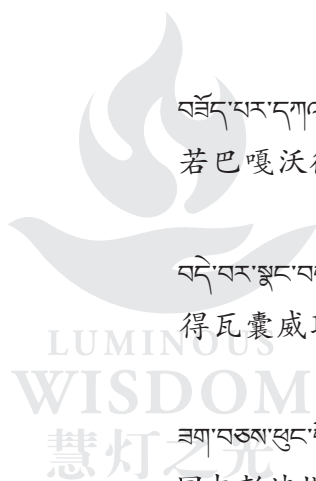 བཟོད་པར་དཀའ
若巴嘎沃
བདེ་བར་སྣང་བ
得瓦囊威
LUMINOUS
WISDOM
ཟག་བཅས་ཕུང་པོ
慧灯之光